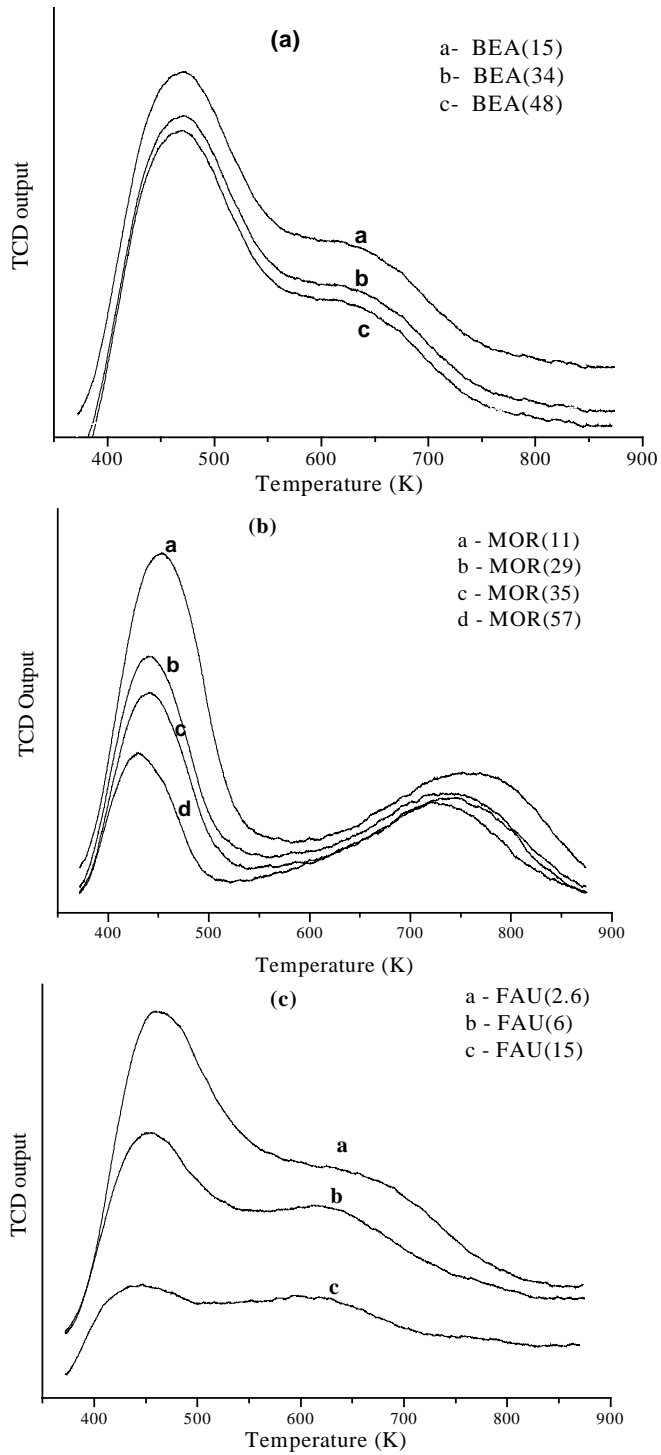 (a)
a- BEA(15)
b- BEA(34)
c- BEA(48)
TCD output
a
b
c
400 500 600 700 800 900
Temperature (K)
(b)
a - MOR(11)
b - MOR(29)
c - MOR(35)
d - MOR(57)
TCD Output
a
b
c
d
400 500 600 700 800 900
Temperature (K)
(c)
a - FAU(2.6)
b - FAU(6)
c - FAU(15)
TCD output
a
b
c
400 500 600 700 800 900
Temperature (K)